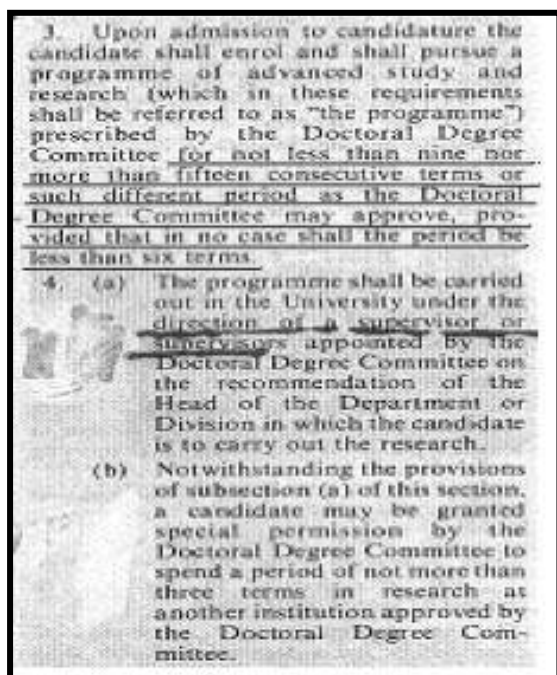 3. Upon admission to candidature the
candidate shall enrol and shall pursue a
programme of advanced study and
research (which in these requirements
shall be referred to as "the programme")
prescribed by the Doctoral Degree
Committee for not less than nine nor
more than fifteen consecutive terms or
such different period as the Doctoral
Degree Committee may approve, pro-
vided that in no case shall the period be
less than six terms.
4. (a) The programme shall be carried
out in the University under the
direction of a supervisor or
supervisors appointed by the
Doctoral Degree Committee on
the recommendation of the
Head of the Department or
Division in which the candidate
is to carry out the research.
(b) Notwithstanding the provisions
of subsection (a) of this section,
a candidate may be granted
special permission by the
Doctoral Degree Committee to
spend a period of not more than
three terms in research at
another institution approved by
the Doctoral Degree Com-
mittee.